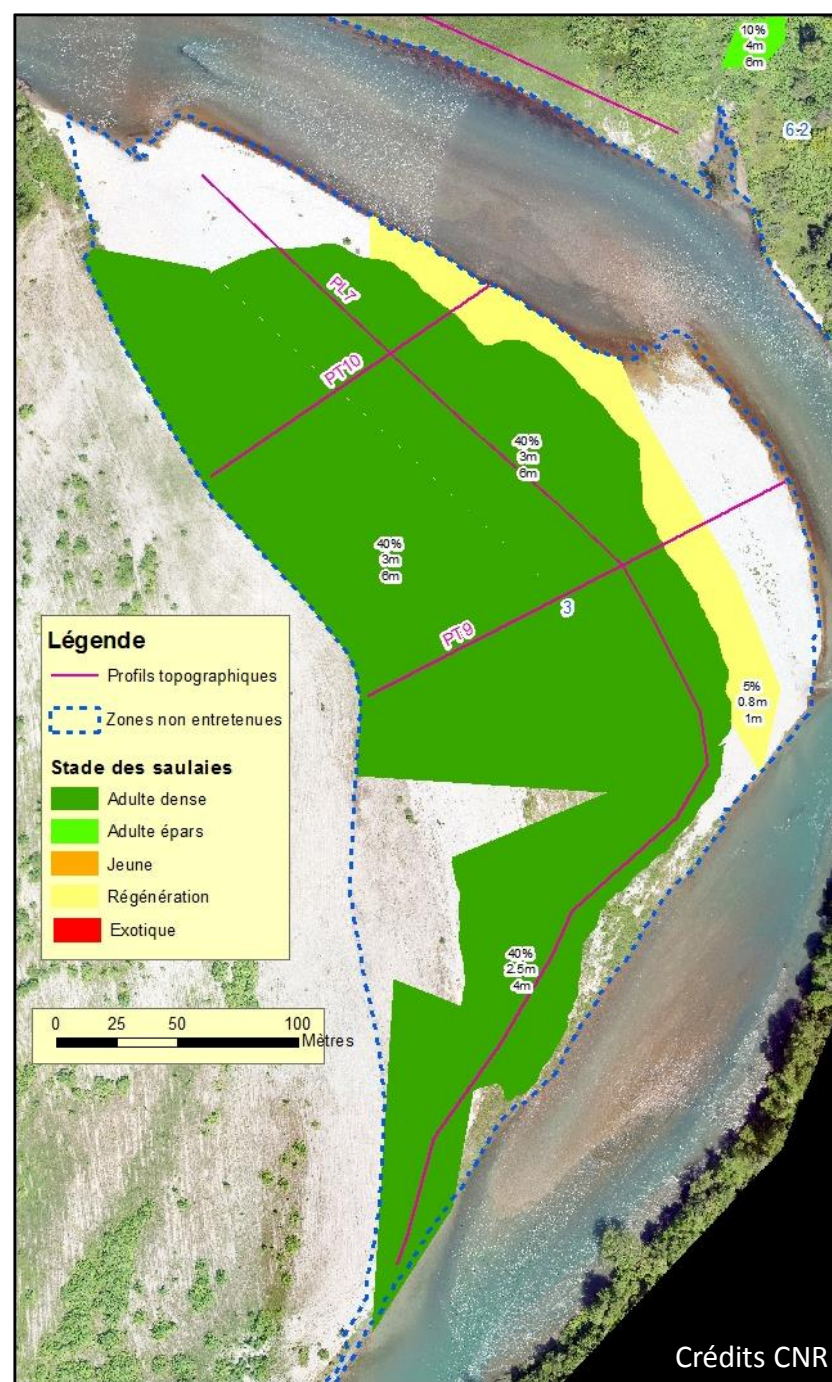 10%
4m
6m
6-2
PL7
PT10
40%
3m
6m
40%
3m
6m
PT9
3
5%
0.8m
1m
Légende
Profils topographiques
Zones non entretenues
Stade des saulaies
Adulte dense
Adulte épars
Jeune
Régénération
Exotique
40%
2.5m
4m
0 25 50 100
Mètres
Crédits CNR